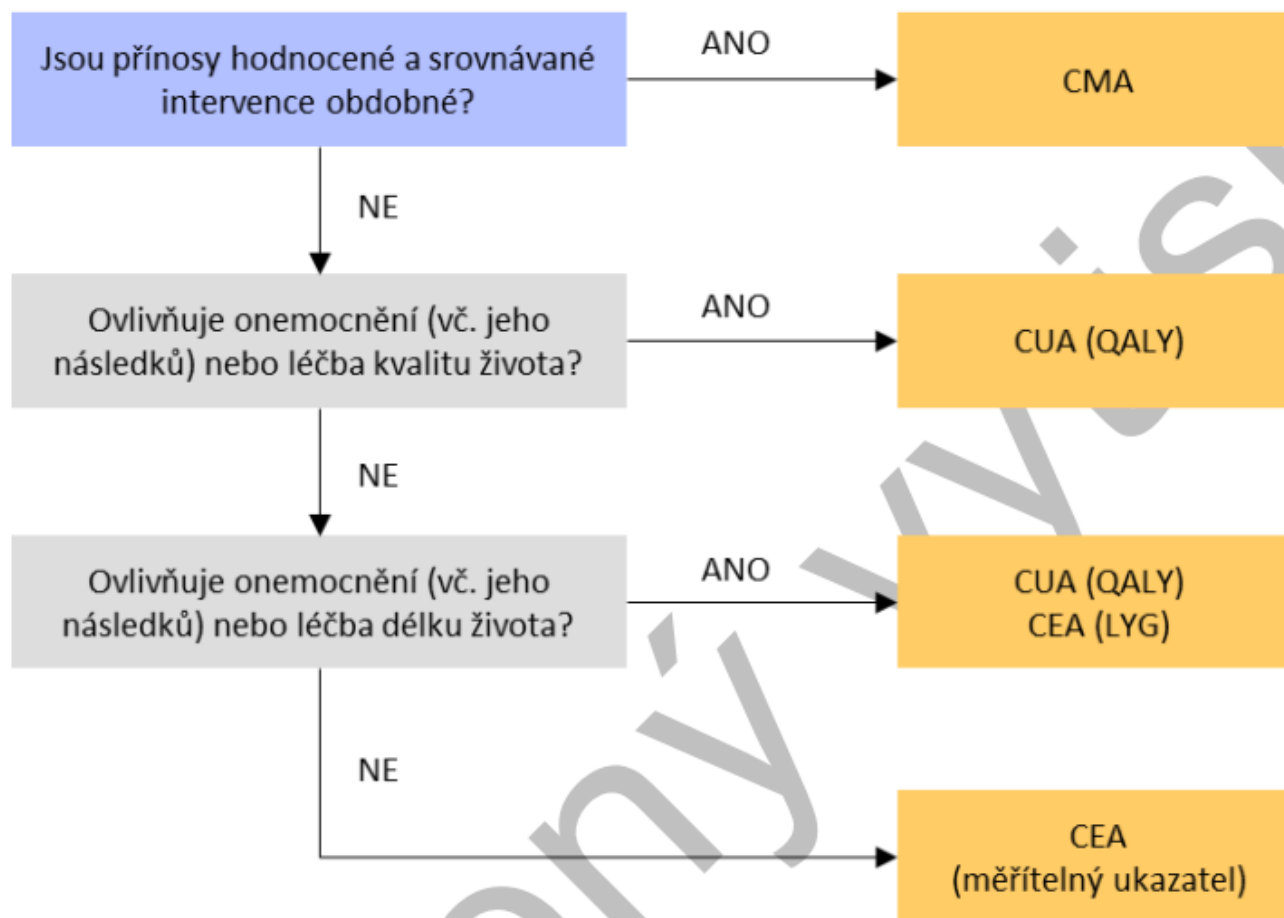 Jsou přínosy hodnocené a srovnávané
intervence obdobné?
ANO
CMA
NE
Ovlivňuje onemocnění (vč. jeho
následků) nebo léčba kvalitu života?
ANO
CUA (QALY)
NE
Ovlivňuje onemocnění (vč. jeho
následků) nebo léčba délku života?
ANO
CUA (QALY)
CEA (LYG)
NE
CEA
(měřítelný ukazatel)